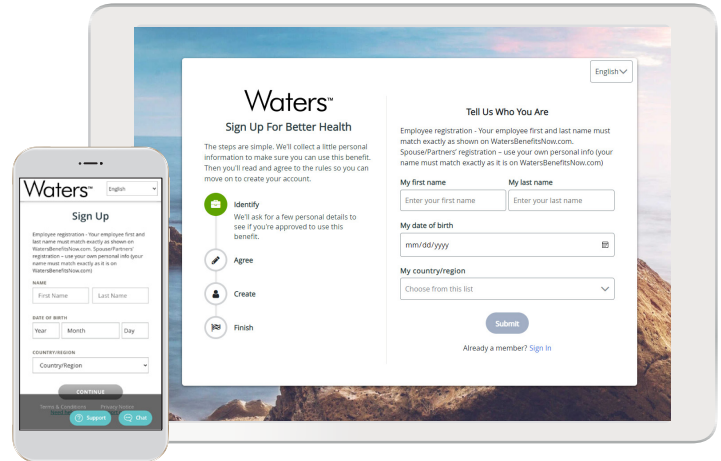 English
Waters™
Sign Up For Better Health
The steps are simple. We'll collect a little personal
information to make sure you can use this benefit.
Then you'll read and agree to the rules so you can
move on to create your account.
Identify
We'll ask for a few personal details to
see if you're approved to use this
benefit.
Agree
Create
Finish
Tell Us Who You Are
Employee registration - Your employee first and last name must
match exactly as shown on WatersBenefitsNow.com.
Spouse/Partners' registration – use your own personal info (your
name must match exactly as it is on WatersBenefitsNow.com)
My first name
My last name
Enter your first name
Enter your last name
My date of birth
mm/dd/yyyy
My country/region
Choose from this list
Submit
Already a member? Sign In
Waters™
English
Sign Up
Employee registration - Your employee first and
last name must match exactly as shown on
WatersBenefitsNow.com. Spouse/Partners'
registration – use your own personal info (your
name must match exactly as it is on
WatersBenefitsNow.com)
NAME
First Name
Last Name
DATE OF BIRTH
Year
Month
Day
COUNTRY/REGION
Country/Region
CONTINUE
Terms & Conditions
Privacy Notice
Support
Chat